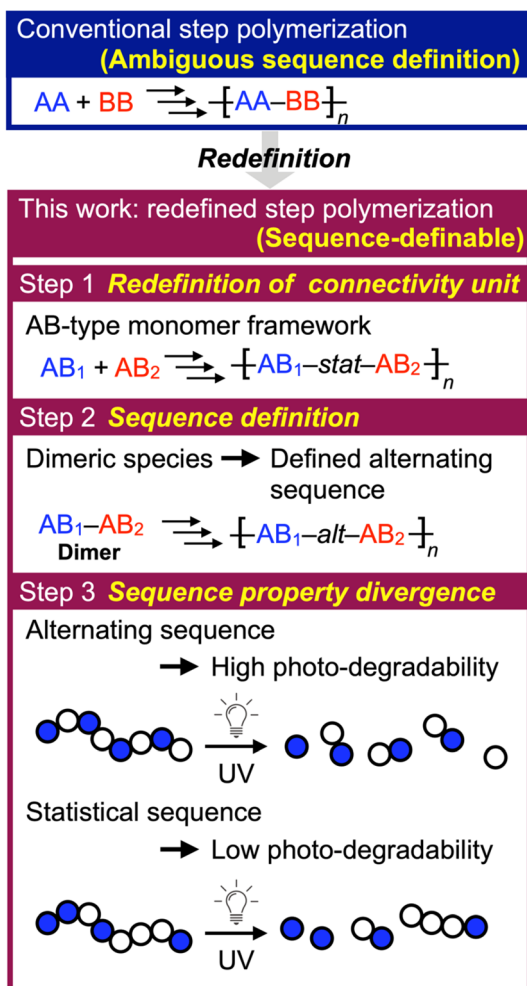 Conventional step polymerization
(Ambiguous sequence definition)
AA + BB –[AA–BB]–n
Redefinition
This work: redefined step polymerization
(Sequence-definable)
Step 1 Redefinition of connectivity unit
AB-type monomer framework
AB₁ + AB₂ –[AB₁–stat–AB₂]–n
Step 2 Sequence definition
Dimeric species → Defined alternating
sequence
AB₁–AB₂ –[AB₁–alt–AB₂]–n
Dimer
Step 3 Sequence property divergence
Alternating sequence
→ High photo-degradability
UV
Statistical sequence
→ Low photo-degradability
UV